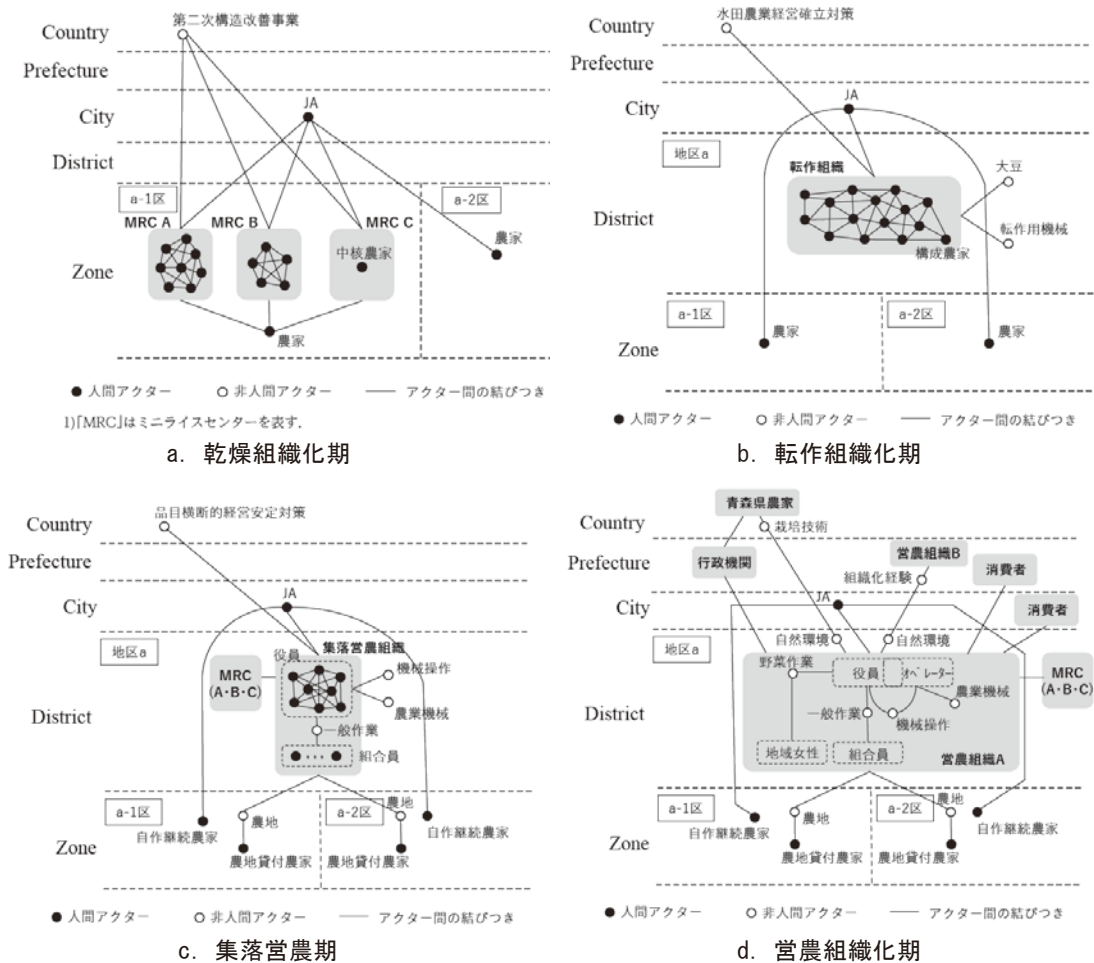 第二次構造改善事業
Country
Prefecture
JA
City
District
a-1区
a-2区
MRC A
MRC B
MRC C
農家
中核農家
Zone
農家
● 人間アクター ○ 非人間アクター — アクター間の結びつき
1)「MRC」はミニライスセンターを表す.
a. 乾燥組織化期
水田農業経営確立対策
Country
Prefecture
JA
City
地区a
転作組織
大豆
District
転作用機械
構成農家
a-1区
a-2区
農家
農家
Zone
● 人間アクター ○ 非人間アクター — アクター間の結びつき
b. 転作組織化期
品目横断的経営安定対策
Country
Prefecture
JA
City
地区a
集落営農組織
役員
機械操作
MRC
(A・B・C)
農業機械
District
一般作業
組合員
a-1区
農地
a-2区
農地
自作継続農家
自作継続農家
Zone
農地貸付農家
農地貸付農家
● 人間アクター ○ 非人間アクター — アクター間の結びつき
c. 集落営農期
青森県農家
Country
栽培技術
Prefecture
行政機関
営農組織B
組織化経験
消費者
JA
City
消費者
地区a
自然環境
自然環境
野菜作業
役員
オペレーター
MRC
(A・B・C)
農業機械
District
一般作業
機械操作
地域女性
組合員
営農組織A
a-1区
農地
a-2区
農地
自作継続農家
自作継続農家
Zone
農地貸付農家
農地貸付農家
● 人間アクター ○ 非人間アクター — アクター間の結びつき
d. 営農組織化期